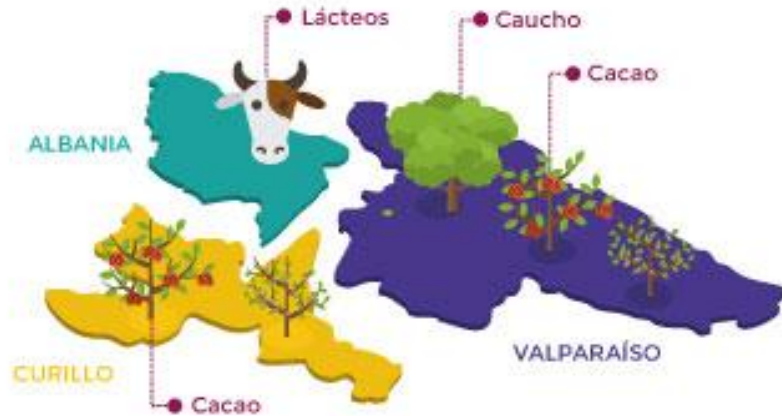 Lácteos
Caucho
Cacao
ALBANIA
VALPARAÍSO
CURILLO
Cacao